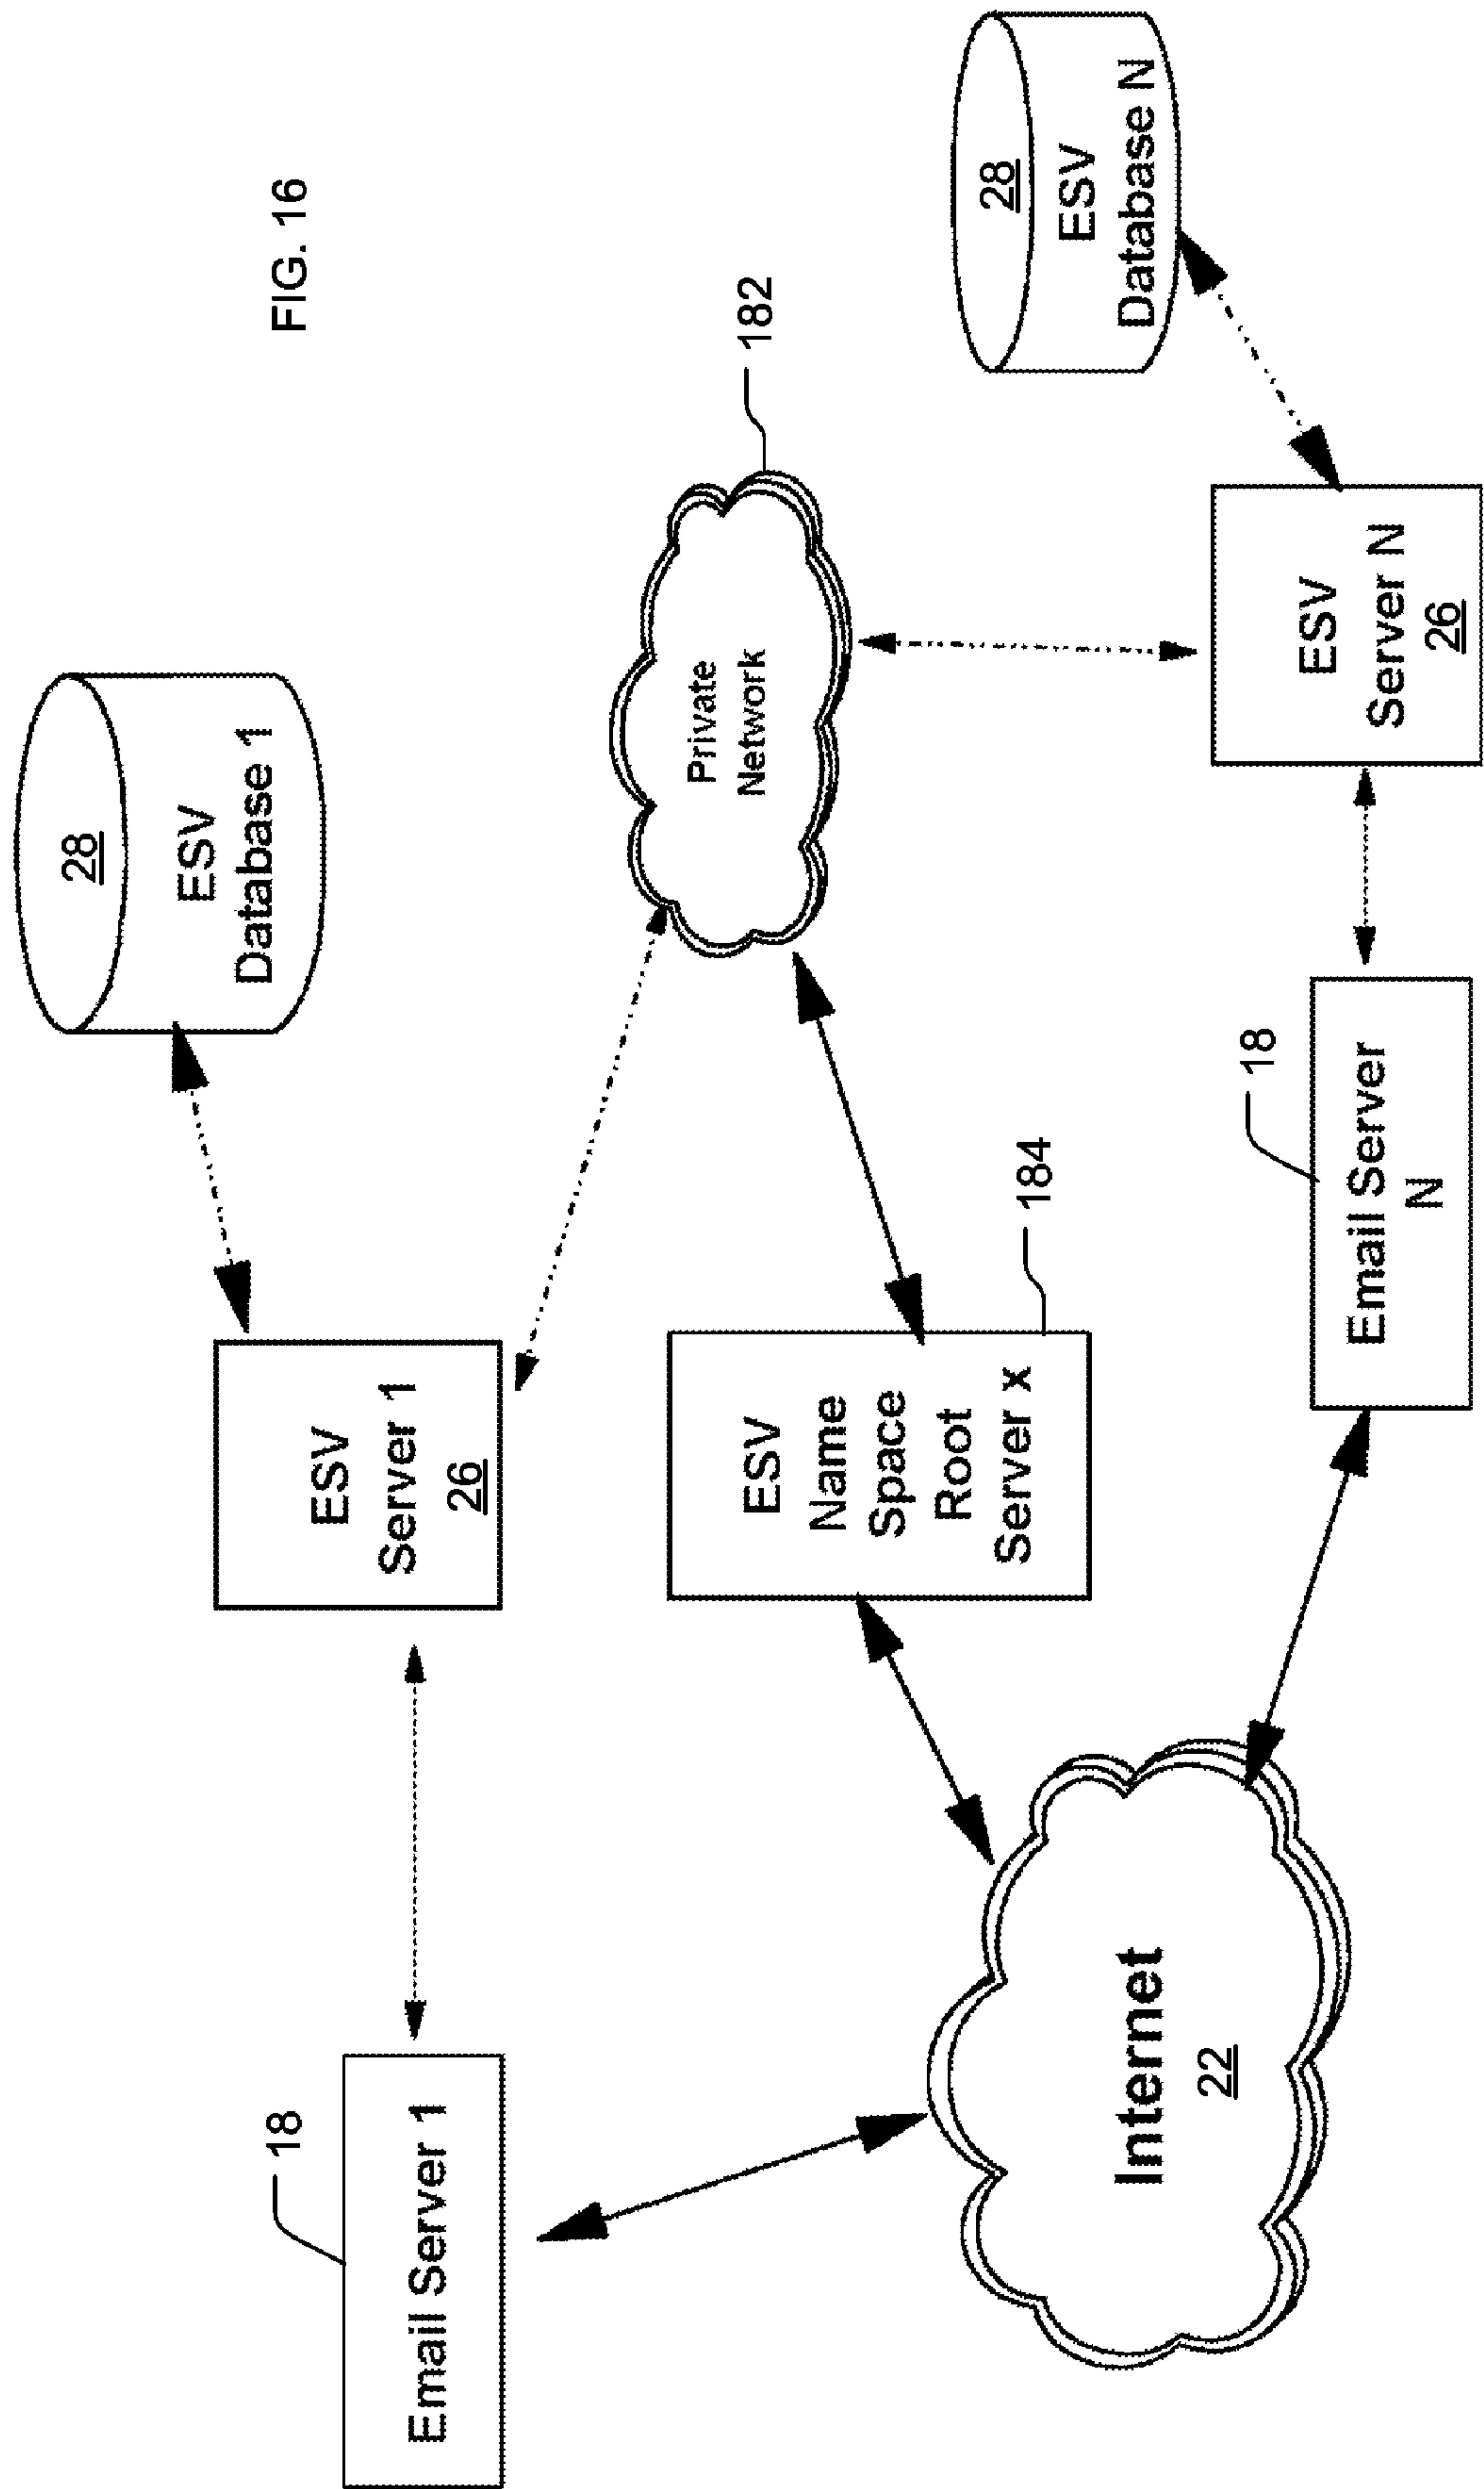 FIG. 16
18
Email Server 1
ESV
Server 1
26
28
ESV
Database 1
ESV
Name
Space
Root
Server x
184
Private
Network
182
Internet
22
18
Email Server
N
ESV
Server N
26
28
ESV
Database N